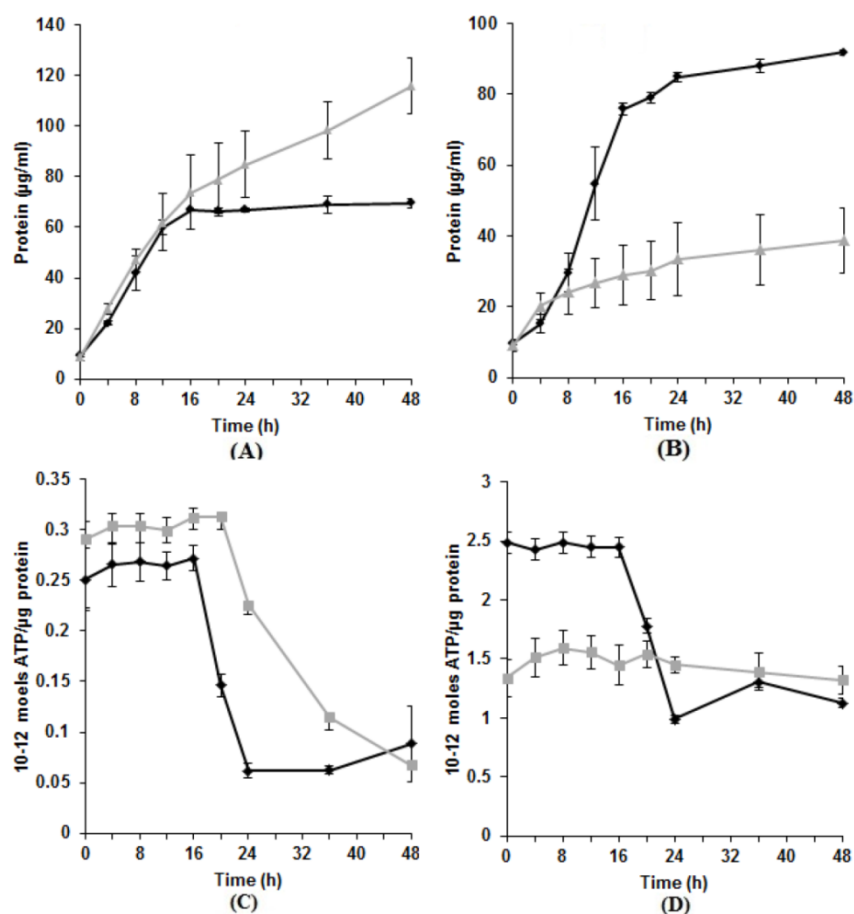 140
120
100
80
60
40
20
0
Protein (µg/ml)
0 8 16 24 32 40 48
Time (h)
(A)
100
80
60
40
20
0
Protein (µg/ml)
0 8 16 24 32 40 48
Time (h)
(B)
0.35
0.3
0.25
0.2
0.15
0.1
0.05
0
10-12 moels ATP/µg protein
0 8 16 24 32 40 48
Time (h)
(C)
3
2.5
2
1.5
1
0.5
0
10-12 moles ATP/µg protein
0 8 16 24 32 40 48
Time (h)
(D)